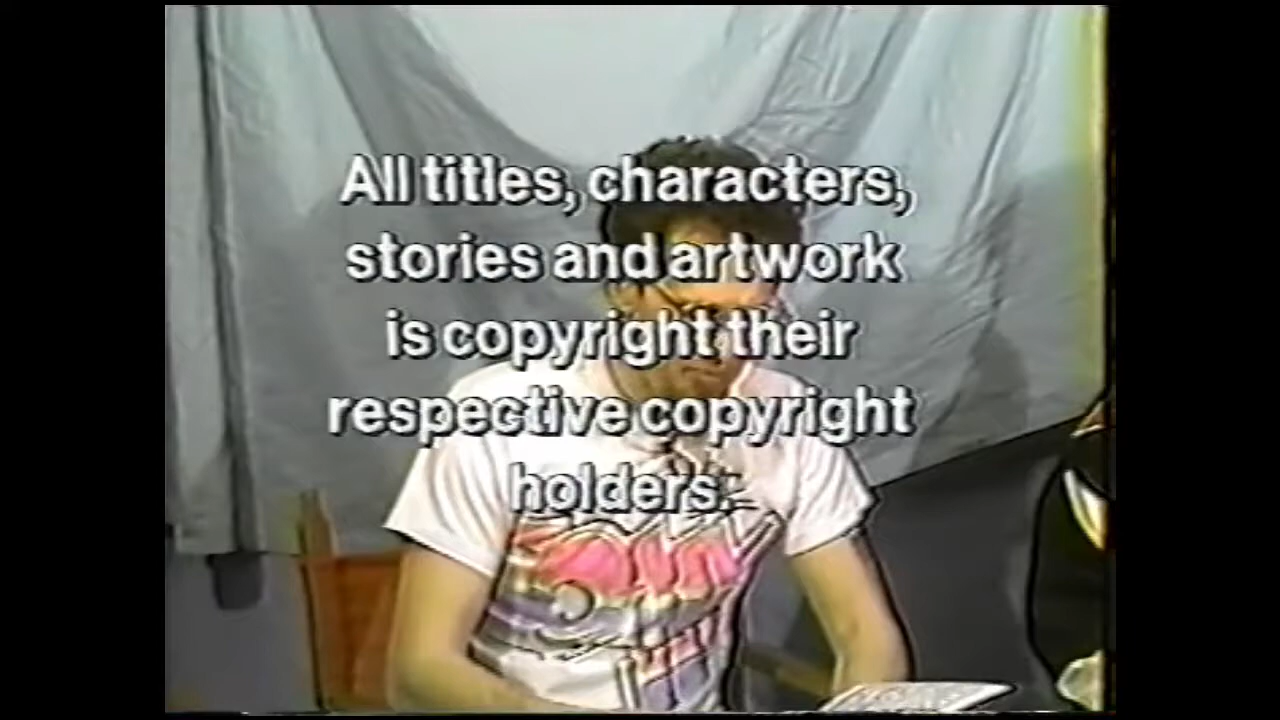 All titles, characters,
stories and artwork
is copyright their
respective copyright
holders.